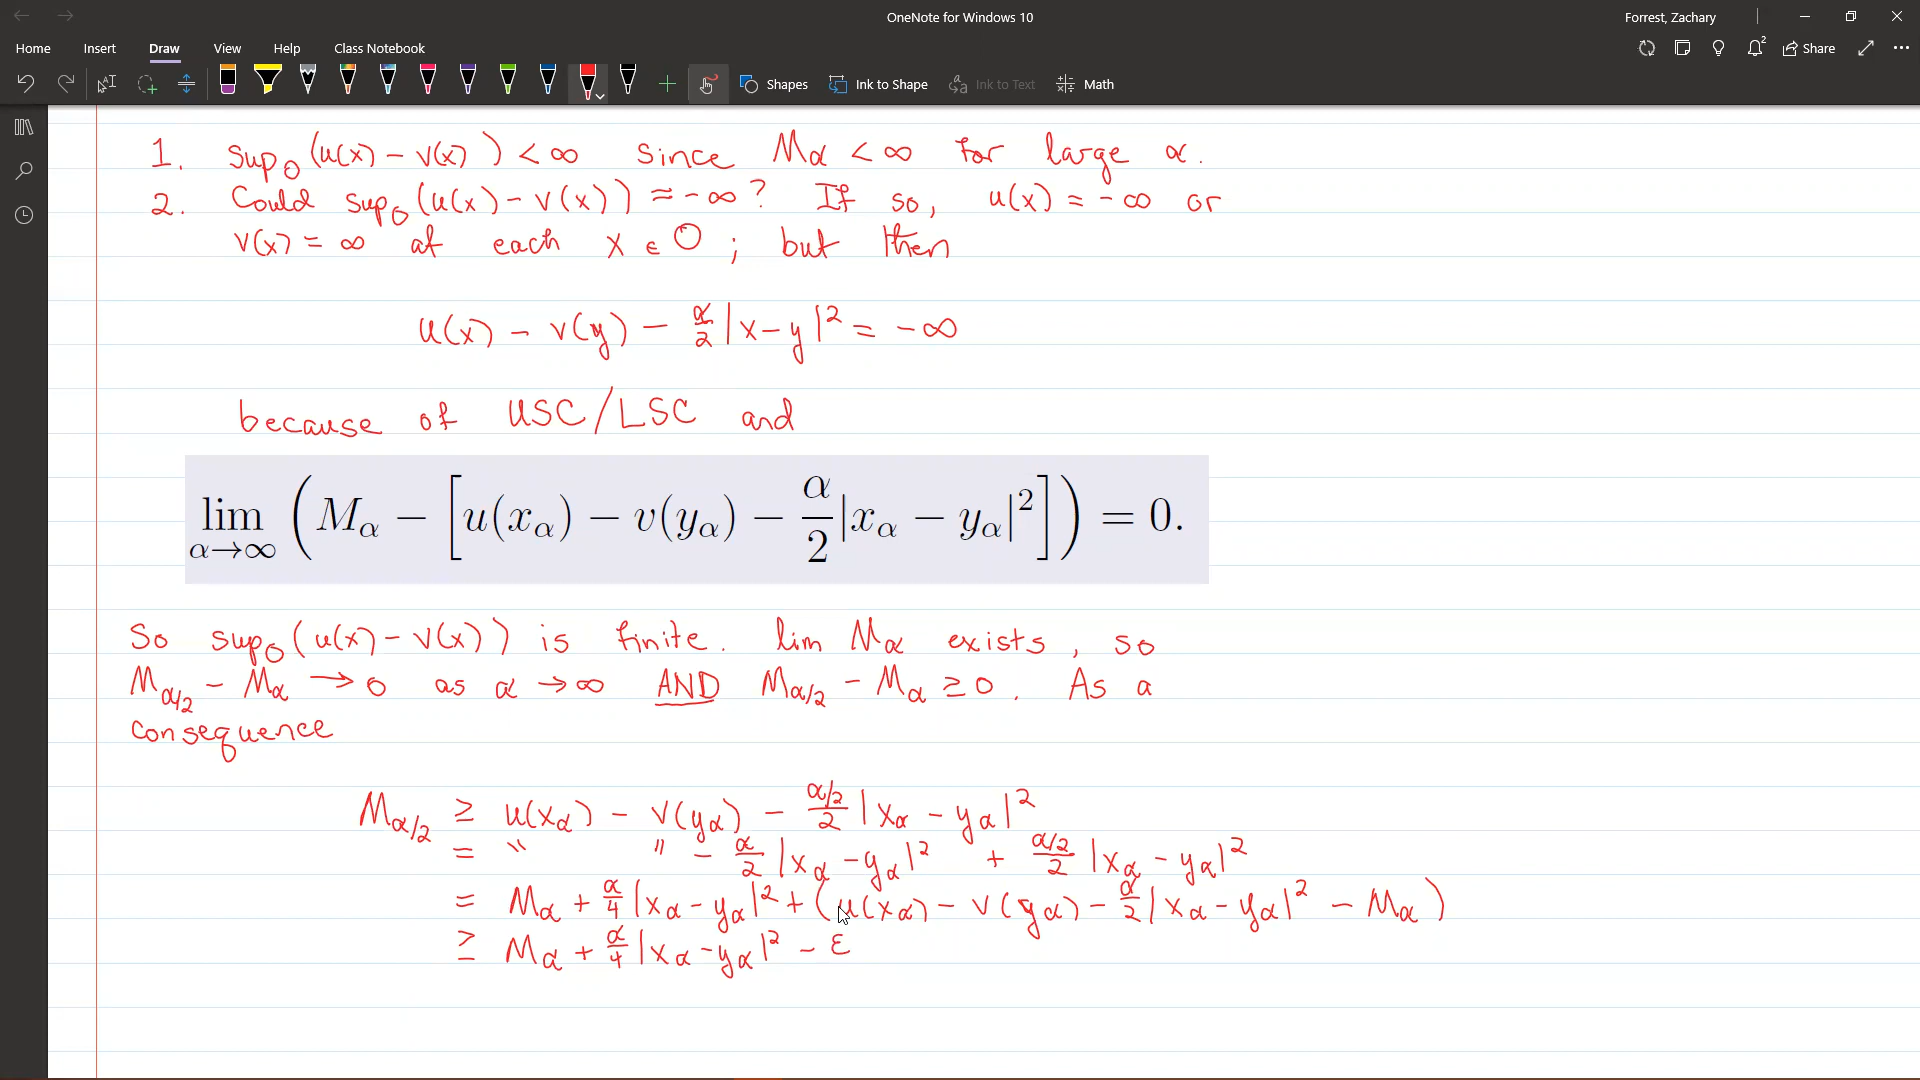 OneNote for Windows 10
Forrest, Zachary
Home Insert Draw View Help Class Notebook
Share
Shapes Ink to Shape Ink to Text Math
1. sup_O (u(x) - v(x)) < ∞ since M_α < ∞ for large α.
2. Could sup_O (u(x) - v(x)) = -∞? If so, u(x) = -∞ or
v(x) = ∞ at each x ∈ O; but then
u(x) - v(y) - α/2 |x - y|² = -∞
because of USC/LSC and
lim_{α→∞} (M_α - [u(x_α) - v(y_α) - α/2 |x_α - y_α|²]) = 0.
So sup_O (u(x) - v(x)) is finite. lim M_α exists, so
M_{α/2} - M_α → 0 as α → ∞ AND M_{α/2} - M_α ≥ 0. As a
consequence
M_{α/2} ≥ u(x_α) - v(y_α) - (α/2)/2 |x_α - y_α|²
= " " - α/2 |x_α - y_α|² + (α/2)/2 |x_α - y_α|²
= M_α + α/4 |x_α - y_α|² + (u(x_α) - v(y_α) - α/2 |x_α - y_α|² - M_α)
≥ M_α + α/4 |x_α - y_α|² - ε